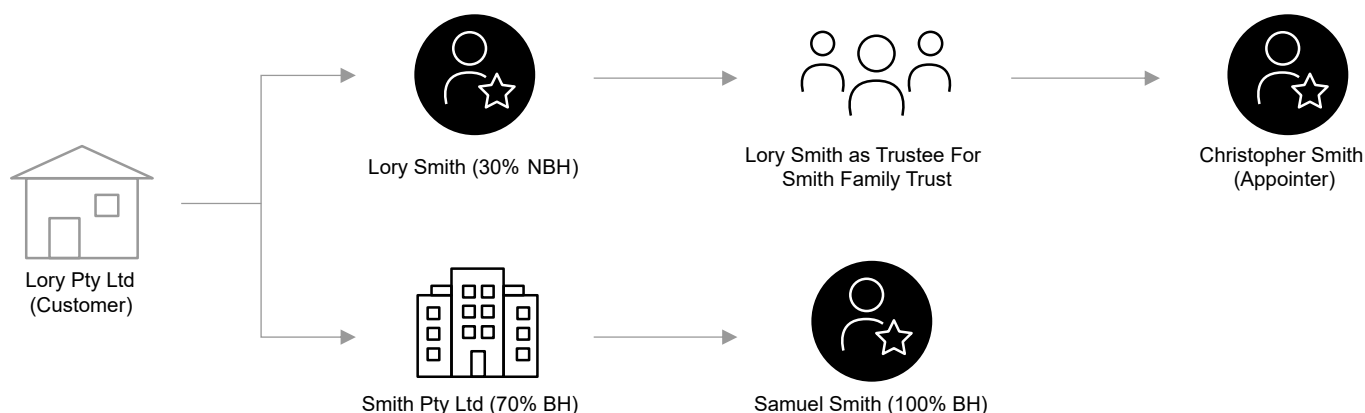 Lory Smith (30% NBH)
Lory Smith as Trustee For
Smith Family Trust
Christopher Smith
(Appointer)
Lory Pty Ltd
(Customer)
Smith Pty Ltd (70% BH)
Samuel Smith (100% BH)